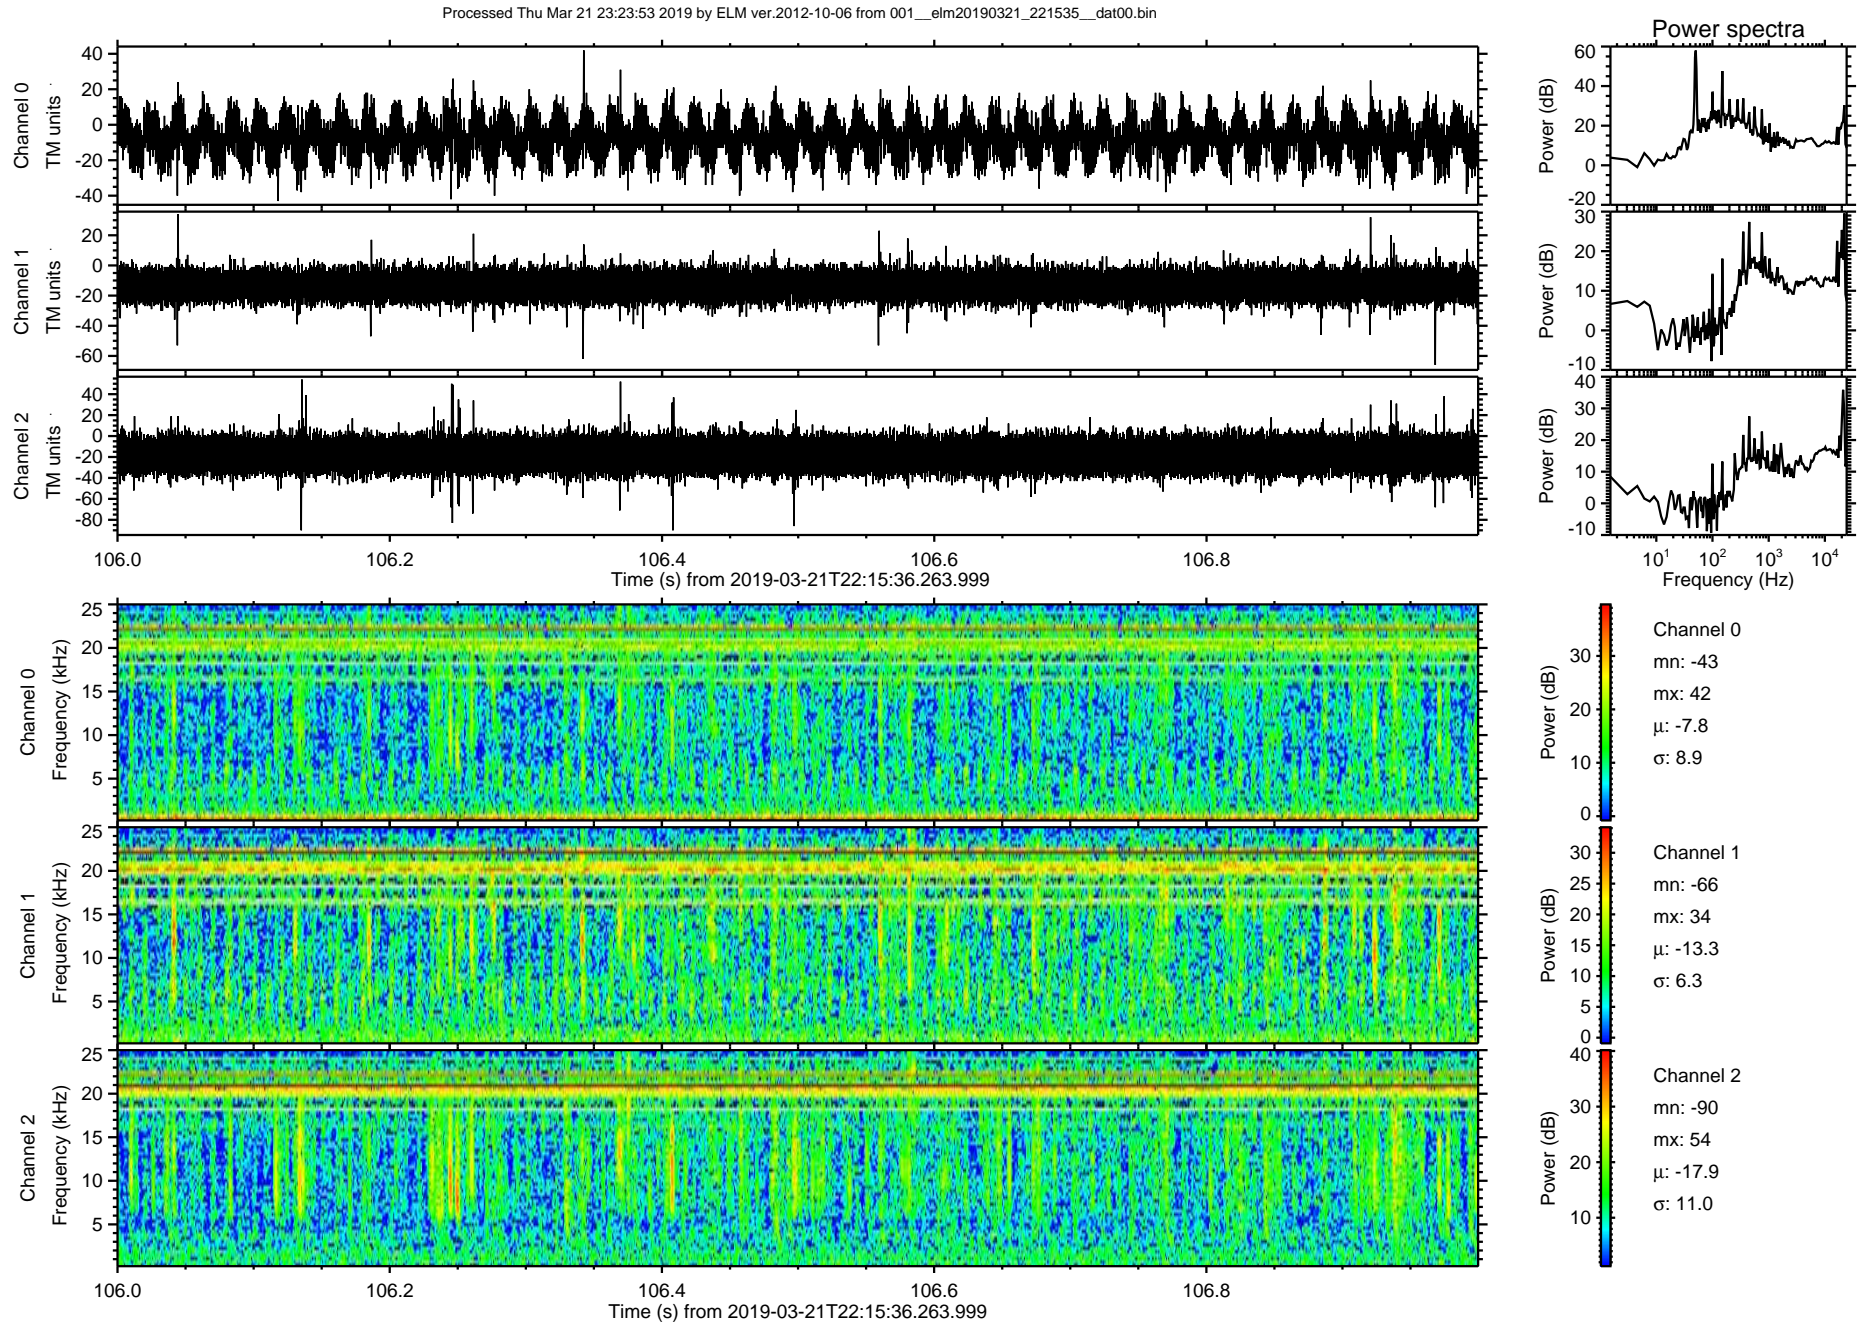 Processed Thu Mar 21 23:23:53 2019 by ELM ver.2012-10-06 from 001__elm20190321_221535__dat00.bin
Power spectra
Channel 0
TM units
40
20
0
-20
-40
Power (dB)
60
40
20
0
-20
Channel 1
TM units
20
0
-20
-40
-60
Power (dB)
30
20
10
0
-10
Channel 2
TM units
40
20
0
-20
-40
-60
-80
Power (dB)
40
30
20
10
0
-10
106.0 106.2 106.4 106.6 106.8
Time (s) from 2019-03-21T22:15:36.263.999
10¹ 10² 10³ 10⁴
Frequency (Hz)
Channel 0
Frequency (kHz)
25
20
15
10
5
Power (dB)
30
20
10
0
Channel 0
mn: -43
mx: 42
μ: -7.8
σ: 8.9
Channel 1
Frequency (kHz)
25
20
15
10
5
Power (dB)
30
25
20
15
10
5
0
Channel 1
mn: -66
mx: 34
μ: -13.3
σ: 6.3
Channel 2
Frequency (kHz)
25
20
15
10
5
Power (dB)
40
30
20
10
Channel 2
mn: -90
mx: 54
μ: -17.9
σ: 11.0
106.0 106.2 106.4 106.6 106.8
Time (s) from 2019-03-21T22:15:36.263.999